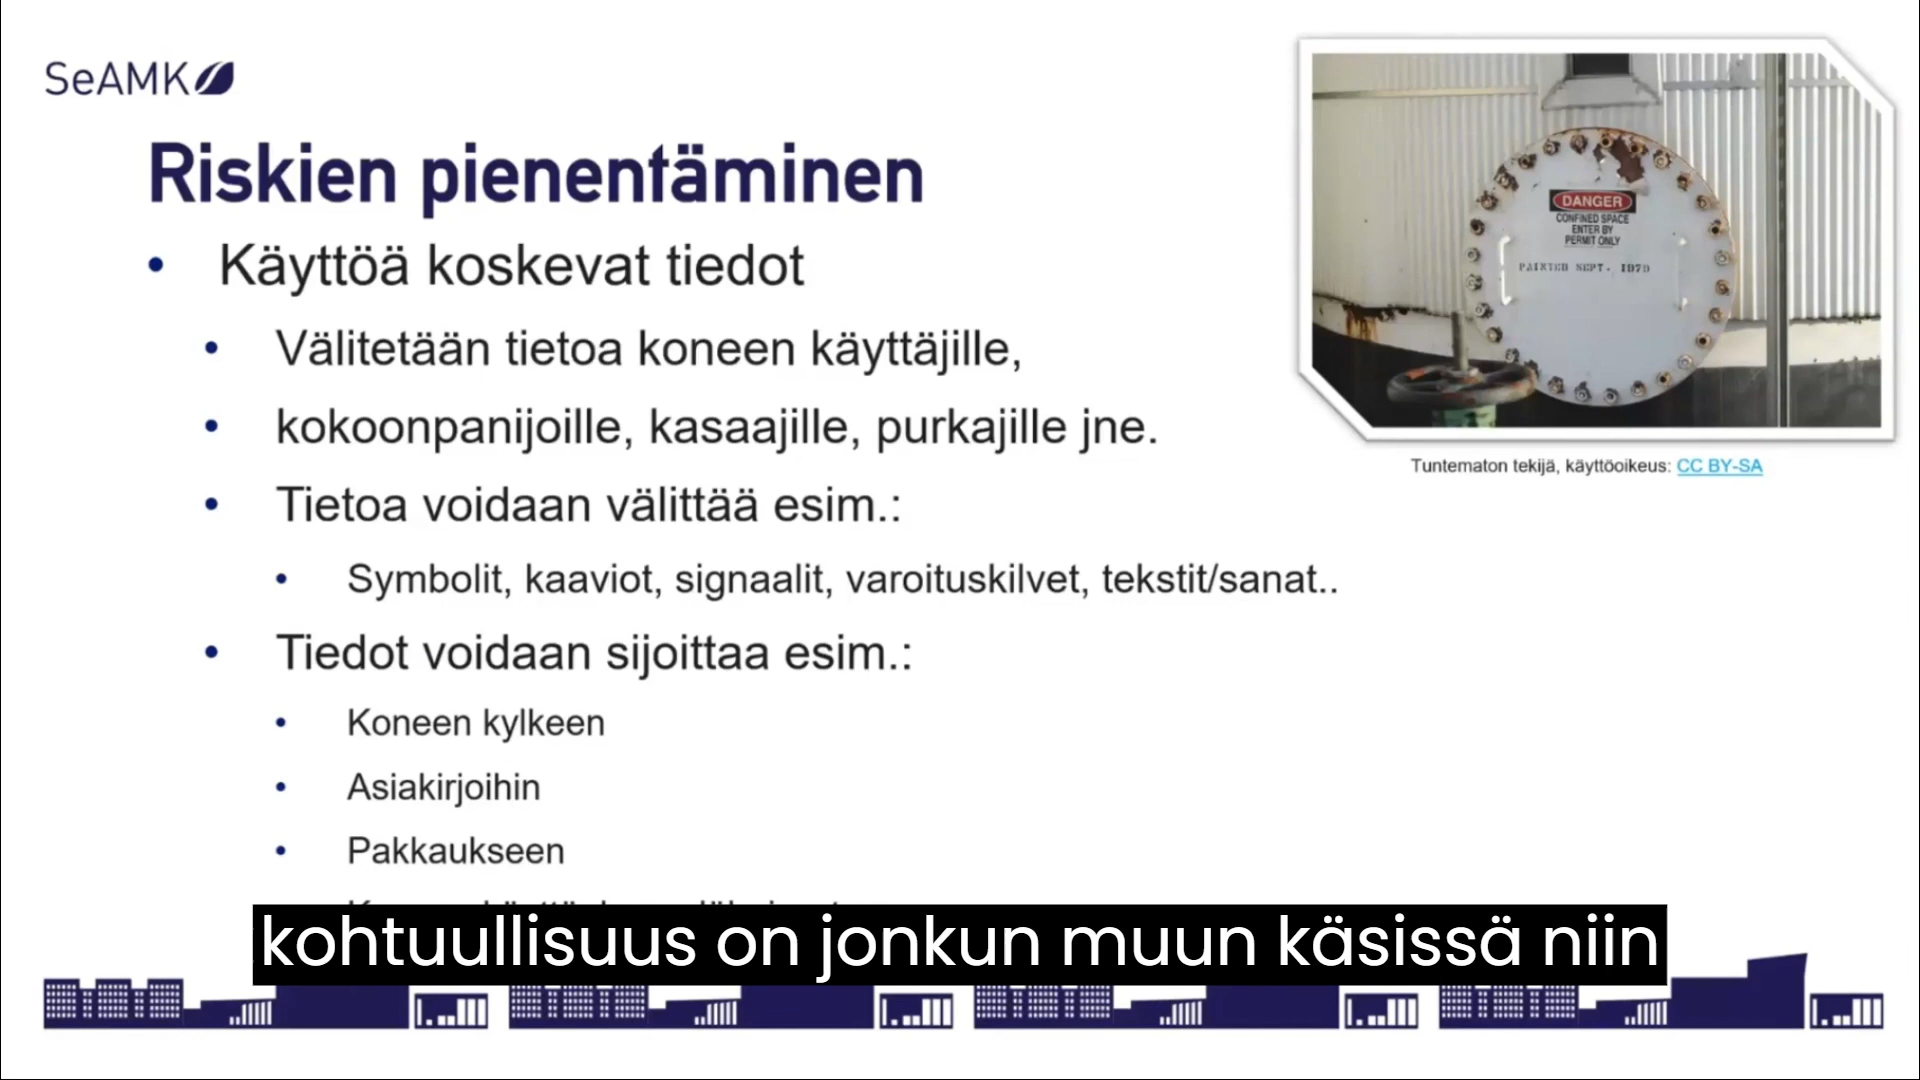 SeAMK
Riskien pienentäminen
• Käyttöä koskevat tiedot
• Välitetään tietoa koneen käyttäjille,
• kokoonpanijoille, kasaajille, purkajille jne.
• Tietoa voidaan välittää esim.:
• Symbolit, kaaviot, signaalit, varoituskilvet, tekstit/sanat..
• Tiedot voidaan sijoittaa esim.:
• Koneen kylkeen
• Asiakirjoihin
• Pakkaukseen
DANGER
CONFINED SPACE
ENTER BY
PERMIT ONLY
PAINTED SEPT. 1979
Tuntematon tekijä, käyttöoikeus: CC BY-SA
kohtuullisuus on jonkun muun käsissä niin